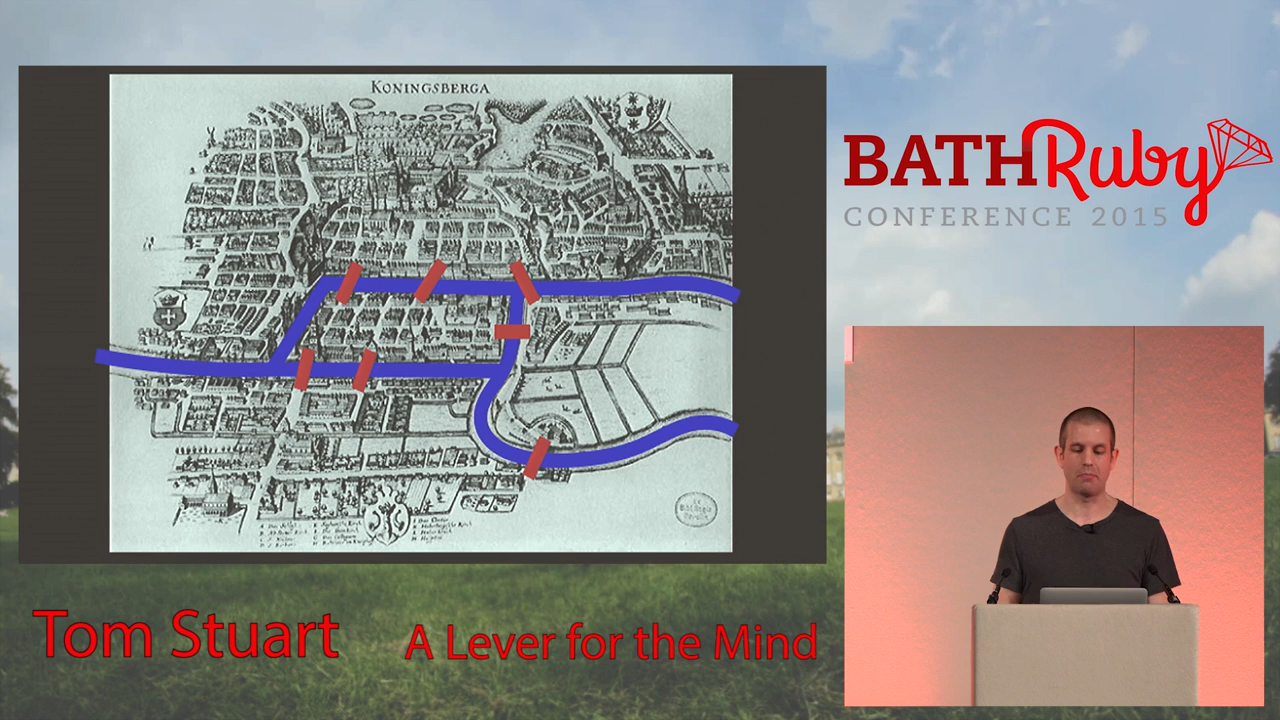 KONINGSBERGA
BATHRuby
CONFERENCE 2015
Tom Stuart
A Lever for the Mind